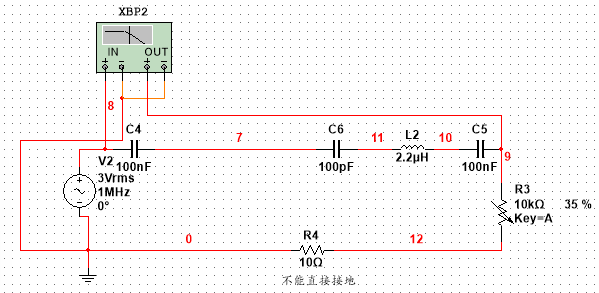 XBP2
IN OUT
8
C4 7 C6 11 L2 10 C5
9
100nF 100pF 2.2µH 100nF
V2
3Vrms
1MHz
0°
R3
10kΩ 35 %
Key=A
0 R4 12
10Ω
不能直接接地